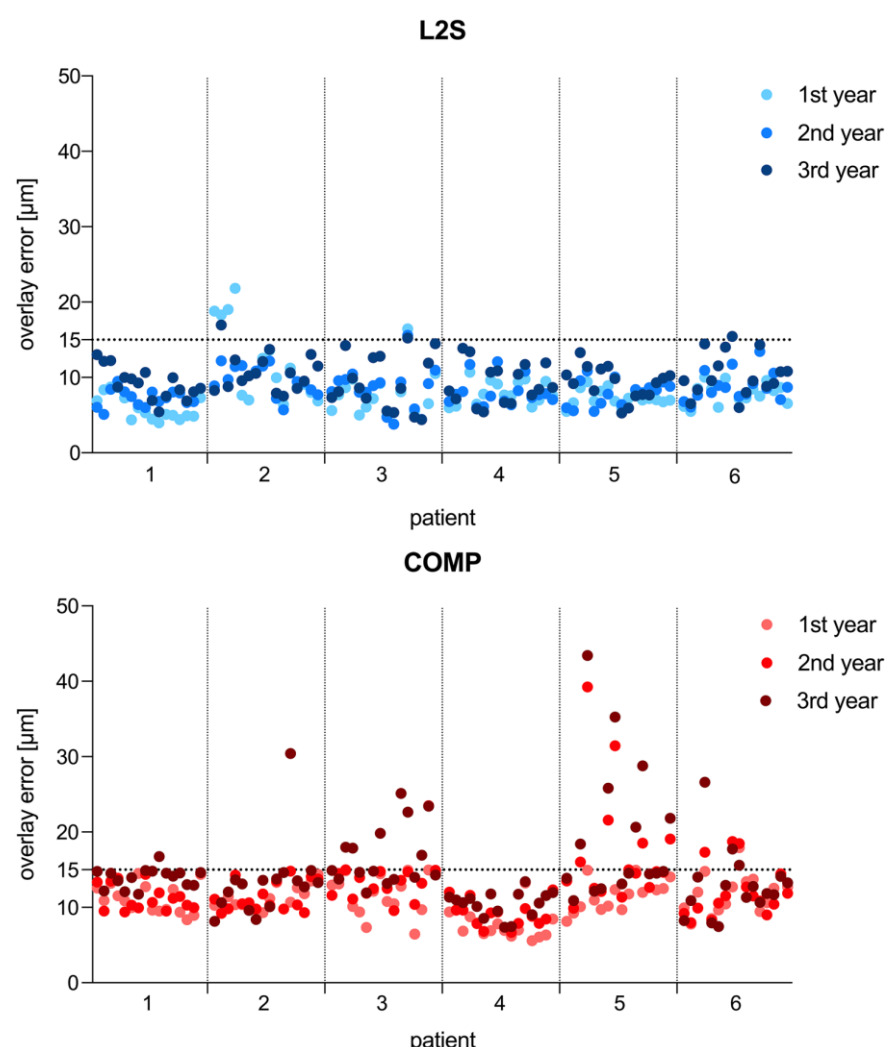 L2S
50
40
30
20
15
10
0
overlay error [µm]
1st year
2nd year
3rd year
1 2 3 4 5 6
patient
COMP
50
40
30
20
15
10
0
overlay error [µm]
1st year
2nd year
3rd year
1 2 3 4 5 6
patient